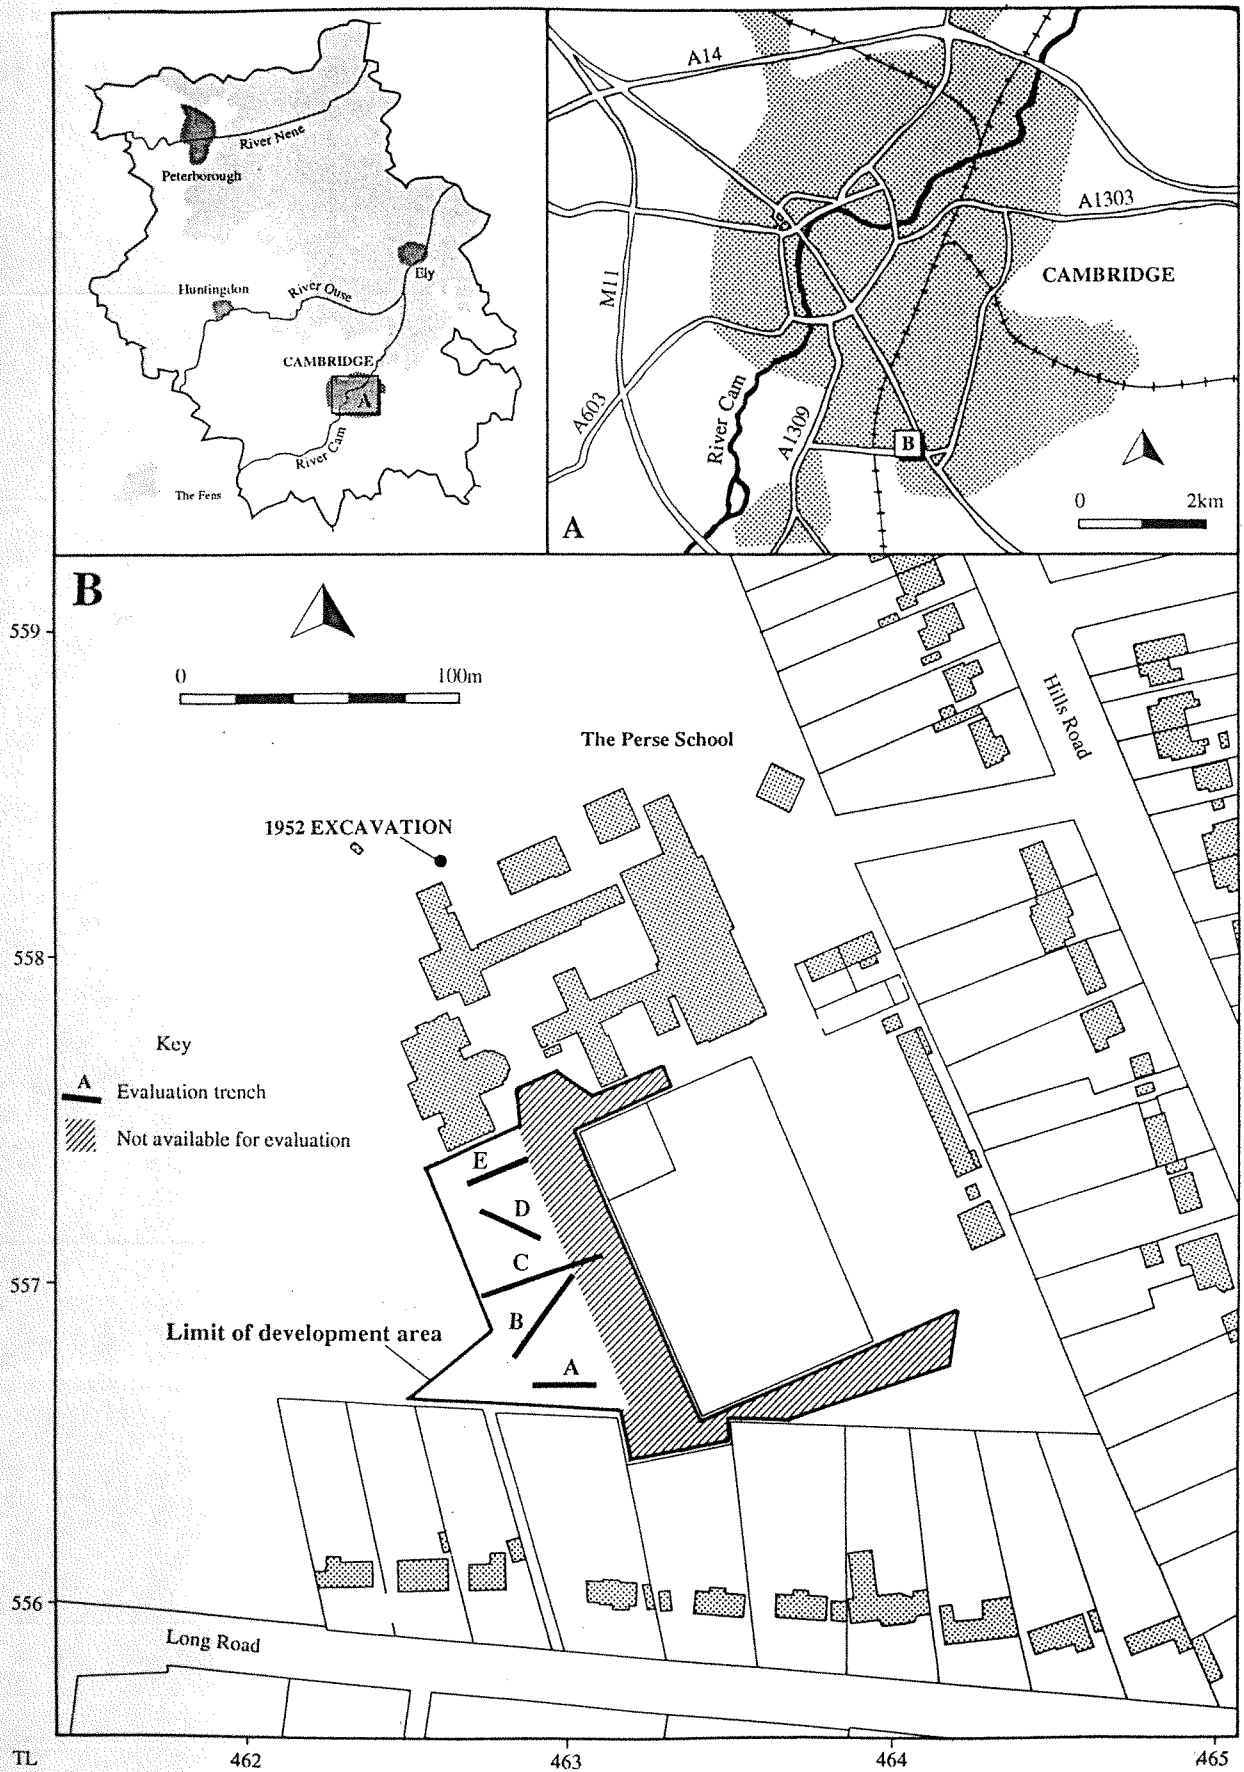 River Nene
Peterborough
Ely
Huntingdon
River Ouse
CAMBRIDGE
A
River Cam
The Fens
A14
A1303
M11
CAMBRIDGE
A603
River Cam
A1309
B
0 2km
A
B
0 100m
559
558
557
556
Hills Road
The Perse School
1952 EXCAVATION
Key
A Evaluation trench
Not available for evaluation
E
D
C
B
A
Limit of development area
Long Road
TL 462 463 464 465